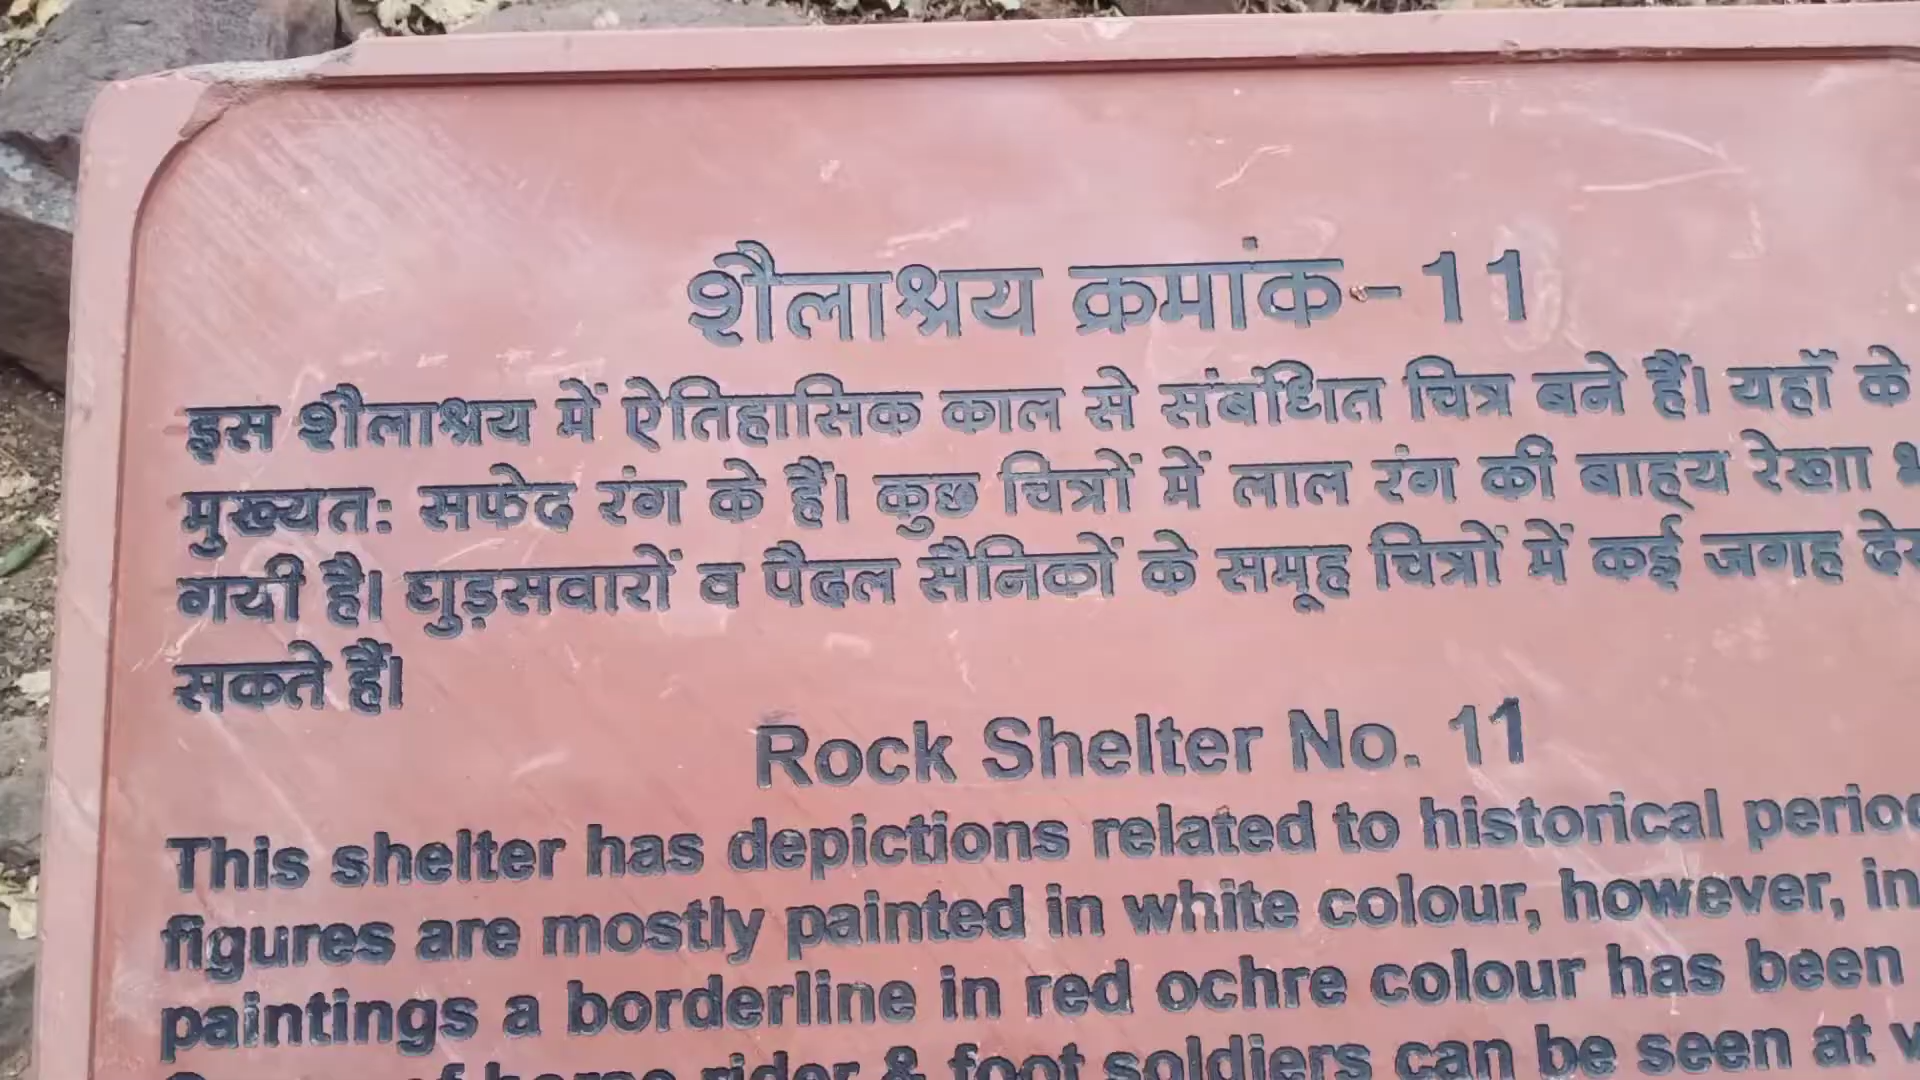 शैलाश्रय क्रमांक-11
इस शैलाश्रय में ऐतिहासिक काल से संबंधित चित्र बने हैं। यहाँ के
मुख्यत: सफेद रंग के हैं। कुछ चित्रों में लाल रंग की बाह्य रेखा
गयी है। घुड़सवारों व पैदल सैनिकों के समूह चित्रों में कई जगह
सकते हैं।
Rock Shelter No. 11
This shelter has depictions related to historical
figures are mostly painted in white colour, however, in
paintings a borderline in red ochre colour has been
of horse rider & foot soldiers can be seen at